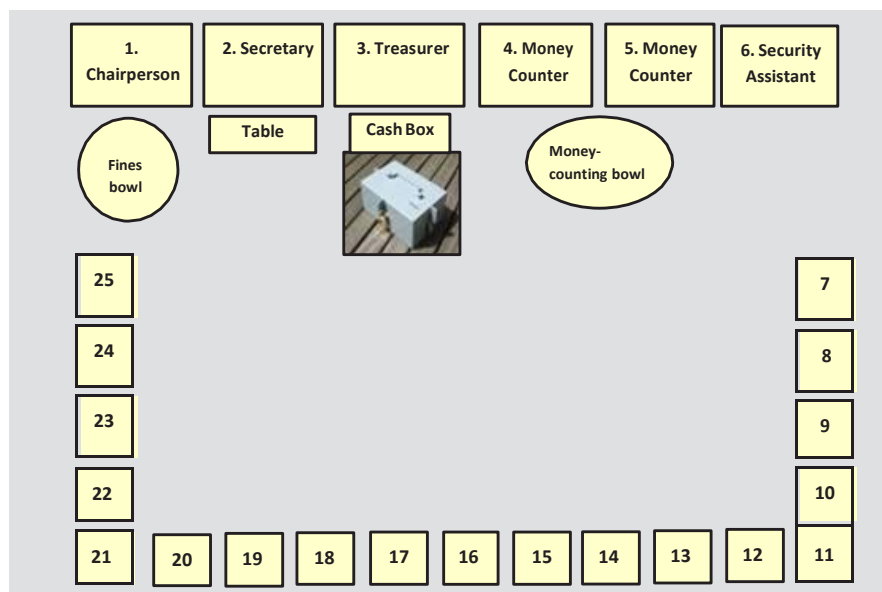 1.
Chairperson
2. Secretary
3. Treasurer
4. Money
Counter
5. Money
Counter
6. Security
Assistant
Fines
bowl
Table
Cash Box
Money-
counting bowl
25
24
23
22
21
20
19
18
17
16
15
14
13
12
11
10
9
8
7